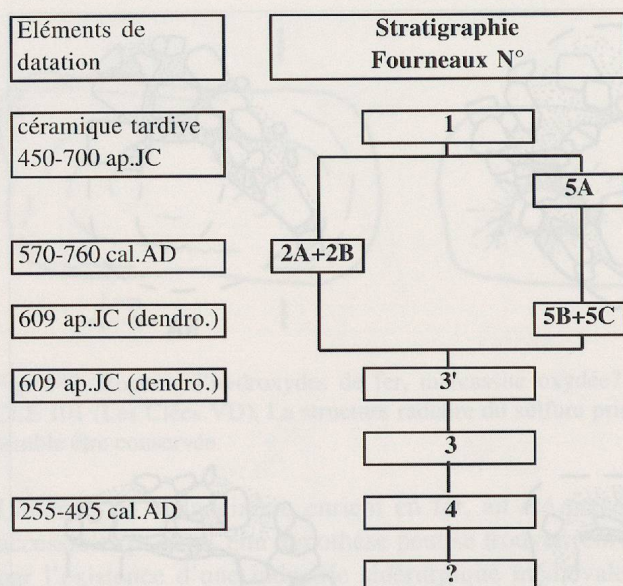 Eléments de
datation
Stratigraphie
Fourneaux N°
céramique tardive
450-700 ap.JC
1
5A
570-760 cal.AD
2A+2B
609 ap.JC (dendro.)
5B+5C
609 ap.JC (dendro.)
3'
3
255-495 cal.AD
4
?